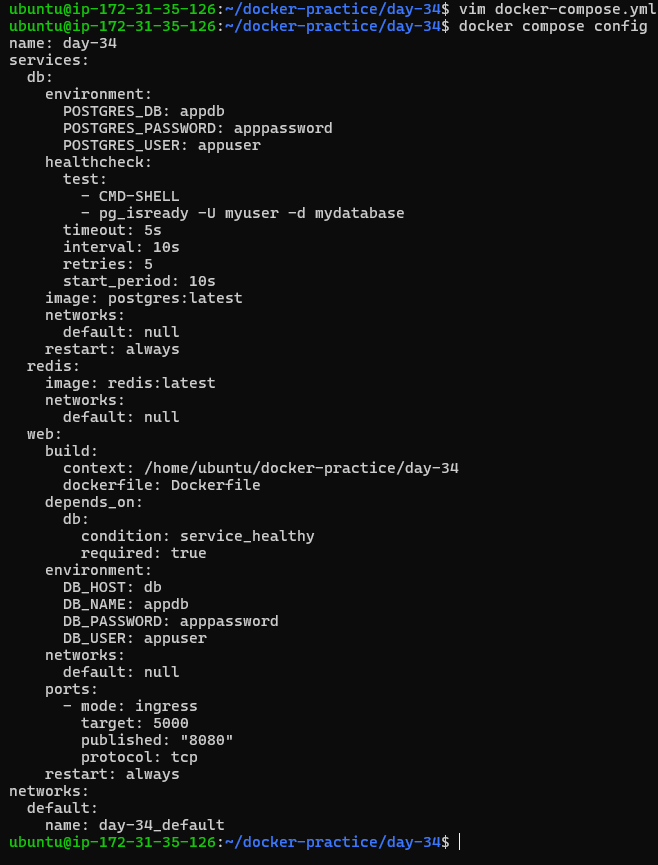 ubuntu@ip-172-31-35-126:~/docker-practice/day-34$ vim docker-compose.yml
ubuntu@ip-172-31-35-126:~/docker-practice/day-34$ docker compose config
name: day-34
services:
  db:
    environment:
      POSTGRES_DB: appdb
      POSTGRES_PASSWORD: apppassword
      POSTGRES_USER: appuser
    healthcheck:
      test:
        - CMD-SHELL
        - pg_isready -U myuser -d mydatabase
      timeout: 5s
      interval: 10s
      retries: 5
      start_period: 10s
    image: postgres:latest
    networks:
      default: null
    restart: always
  redis:
    image: redis:latest
    networks:
      default: null
  web:
    build:
      context: /home/ubuntu/docker-practice/day-34
      dockerfile: Dockerfile
    depends_on:
      db:
        condition: service_healthy
        required: true
    environment:
      DB_HOST: db
      DB_NAME: appdb
      DB_PASSWORD: apppassword
      DB_USER: appuser
    networks:
      default: null
    ports:
      - mode: ingress
        target: 5000
        published: "8080"
        protocol: tcp
    restart: always
networks:
  default:
    name: day-34_default
ubuntu@ip-172-31-35-126:~/docker-practice/day-34$